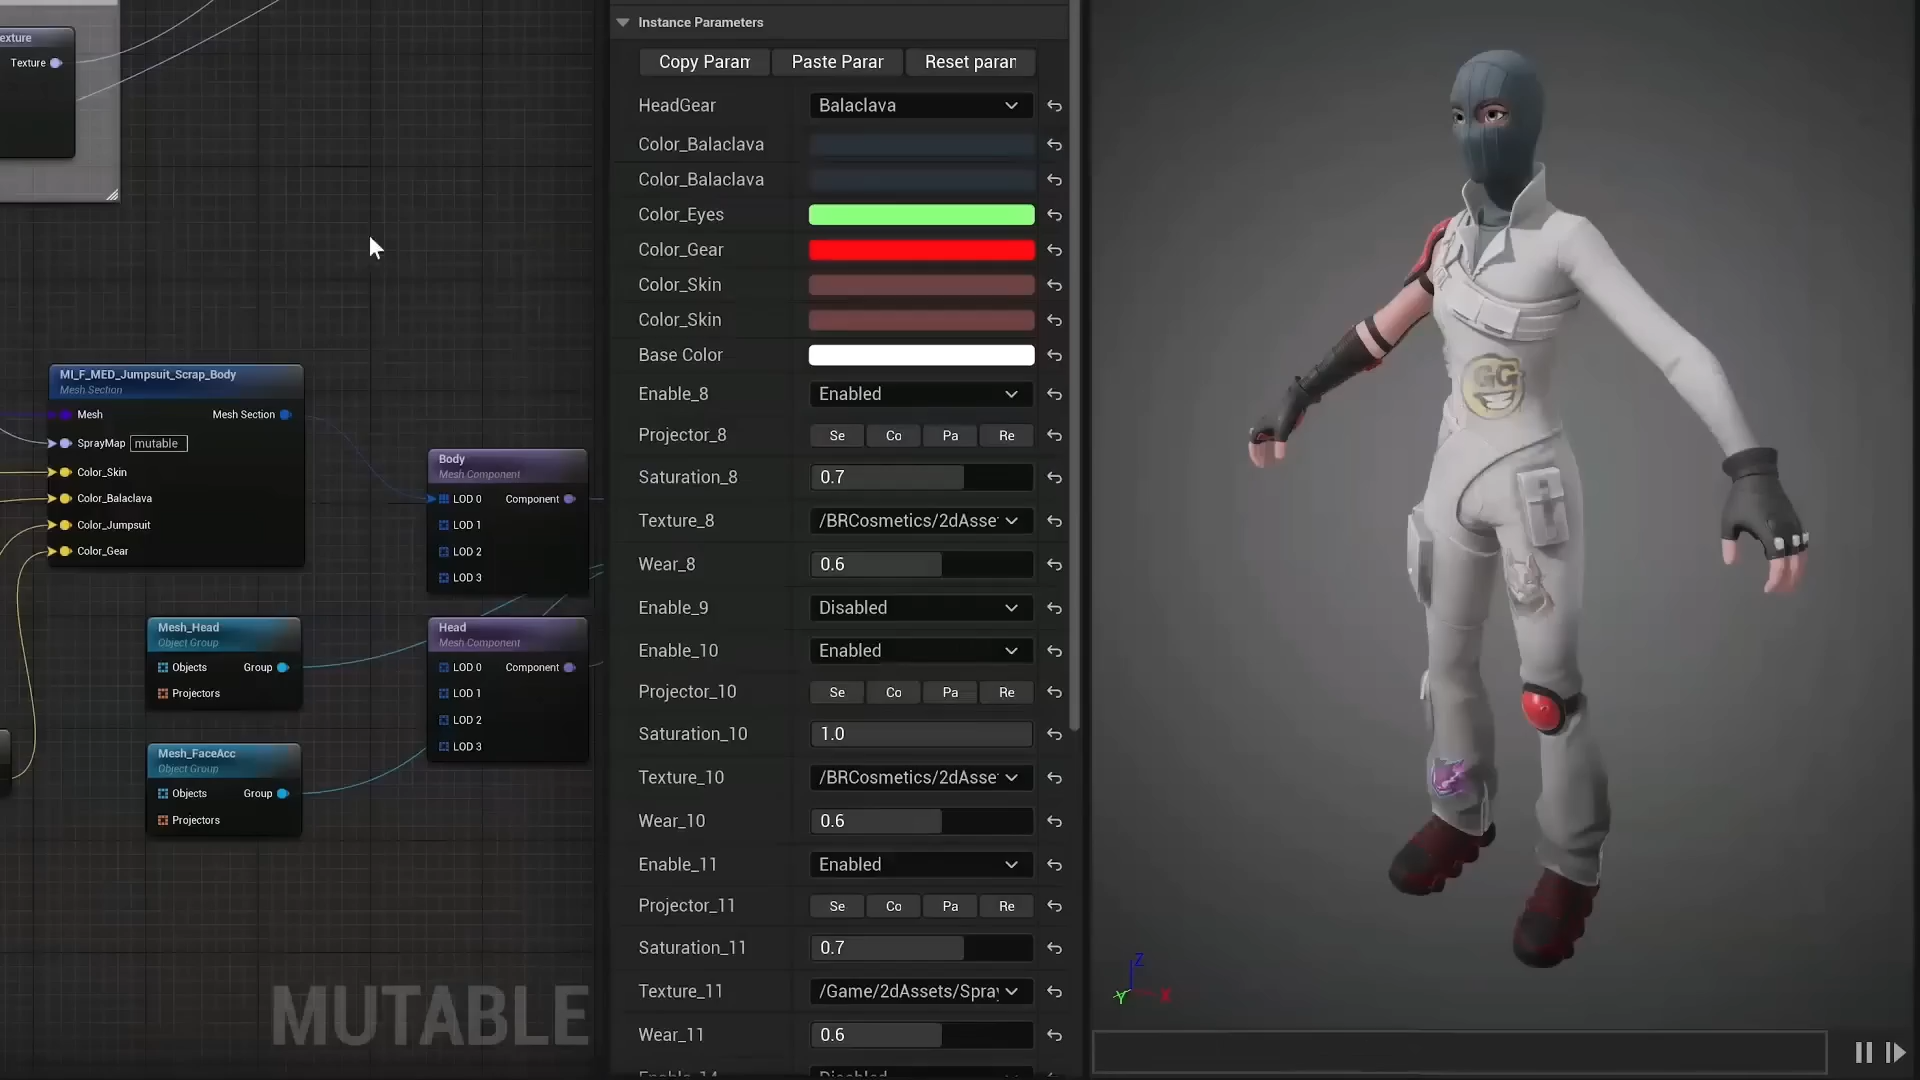 exture
Texture
MI_F_MED_Jumpsuit_Scrap_Body
Mesh Section
Mesh
Mesh Section
SprayMap mutable
Color_Skin
Color_Balaclava
Color_Jumpsuit
Color_Gear
Body
Mesh Component
LOD 0 Component
LOD 1
LOD 2
LOD 3
Mesh_Head
Object Group
Objects Group
Projectors
Head
Mesh Component
LOD 0 Component
LOD 1
LOD 2
LOD 3
Mesh_FaceAcc
Object Group
Objects Group
Projectors
MUTABLE
Instance Parameters
Copy Param Paste Parar Reset paran
HeadGear Balaclava
Color_Balaclava
Color_Balaclava
Color_Eyes
Color_Gear
Color_Skin
Color_Skin
Base Color
Enable_8 Enabled
Projector_8 Se Co Pa Re
Saturation_8 0.7
Texture_8 /BRCosmetics/2dAsse
Wear_8 0.6
Enable_9 Disabled
Enable_10 Enabled
Projector_10 Se Co Pa Re
Saturation_10 1.0
Texture_10 /BRCosmetics/2dAsse
Wear_10 0.6
Enable_11 Enabled
Projector_11 Se Co Pa Re
Saturation_11 0.7
Texture_11 /Game/2dAssets/Spray
Wear_11 0.6
GG
Z
Y
X